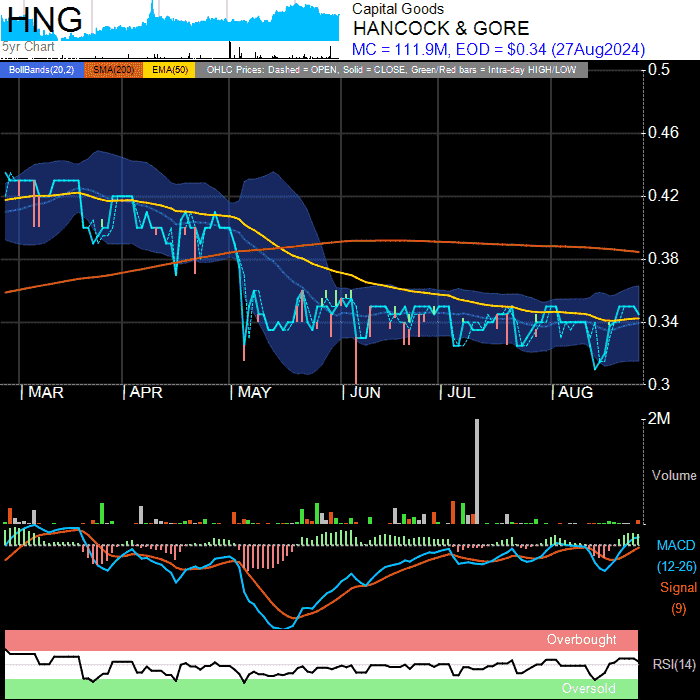 HNG
5yr Chart
Capital Goods
HANCOCK & GORE
MC = 111.9M, EOD = $0.34 (27Aug2024)
BollBands(20,2) SMA(200) EMA(50) OHLC Prices: Dashed = OPEN, Solid = CLOSE, Green/Red bars = Intra-day HIGH/LOW
0.5
0.46
0.42
0.38
0.34
0.3
MAR APR MAY JUN JUL AUG
2M
Volume
MACD
(12-26)
Signal
(9)
Overbought
RSI(14)
Oversold